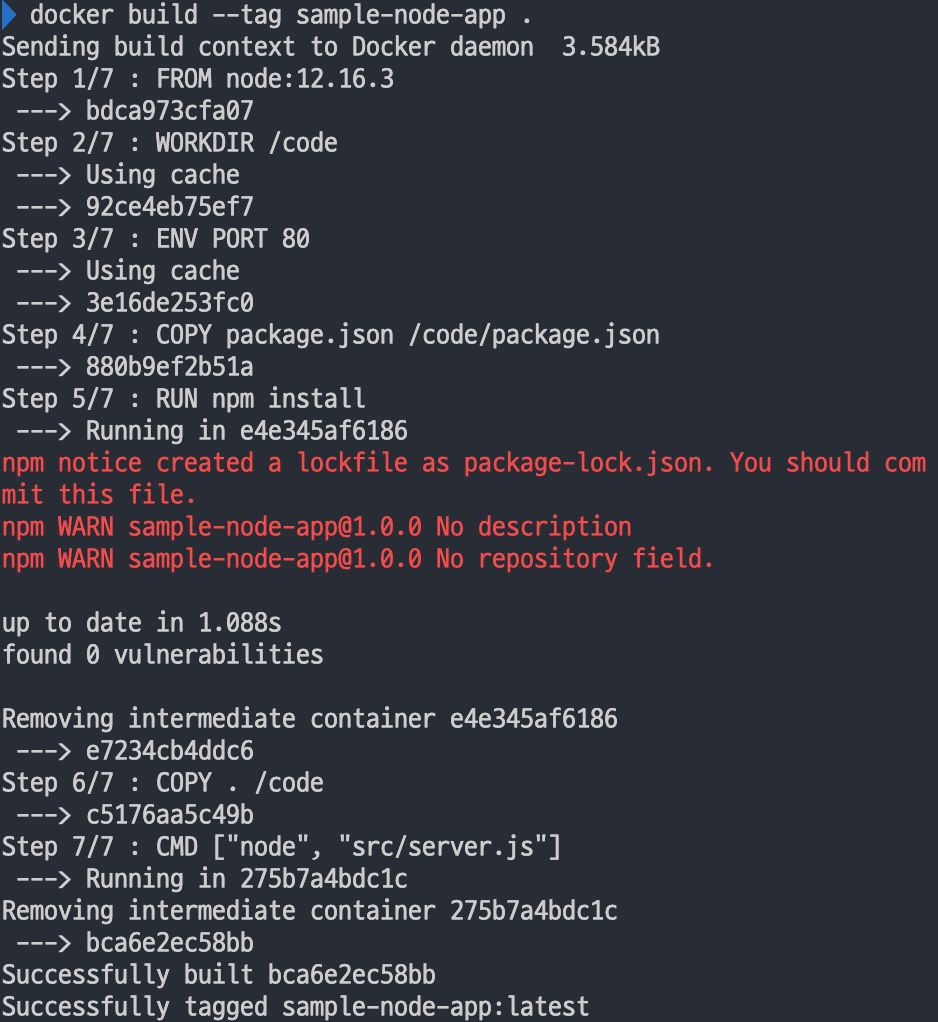 docker build --tag sample-node-app .
Sending build context to Docker daemon  3.584kB
Step 1/7 : FROM node:12.16.3
 ---> bdca973cfa07
Step 2/7 : WORKDIR /code
 ---> Using cache
 ---> 92ce4eb75ef7
Step 3/7 : ENV PORT 80
 ---> Using cache
 ---> 3e16de253fc0
Step 4/7 : COPY package.json /code/package.json
 ---> 880b9ef2b51a
Step 5/7 : RUN npm install
 ---> Running in e4e345af6186
npm notice created a lockfile as package-lock.json. You should com
mit this file.
npm WARN sample-node-app@1.0.0 No description
npm WARN sample-node-app@1.0.0 No repository field.

up to date in 1.088s
found 0 vulnerabilities

Removing intermediate container e4e345af6186
 ---> e7234cb4ddc6
Step 6/7 : COPY . /code
 ---> c5176aa5c49b
Step 7/7 : CMD ["node", "src/server.js"]
 ---> Running in 275b7a4bdc1c
Removing intermediate container 275b7a4bdc1c
 ---> bca6e2ec58bb
Successfully built bca6e2ec58bb
Successfully tagged sample-node-app:latest